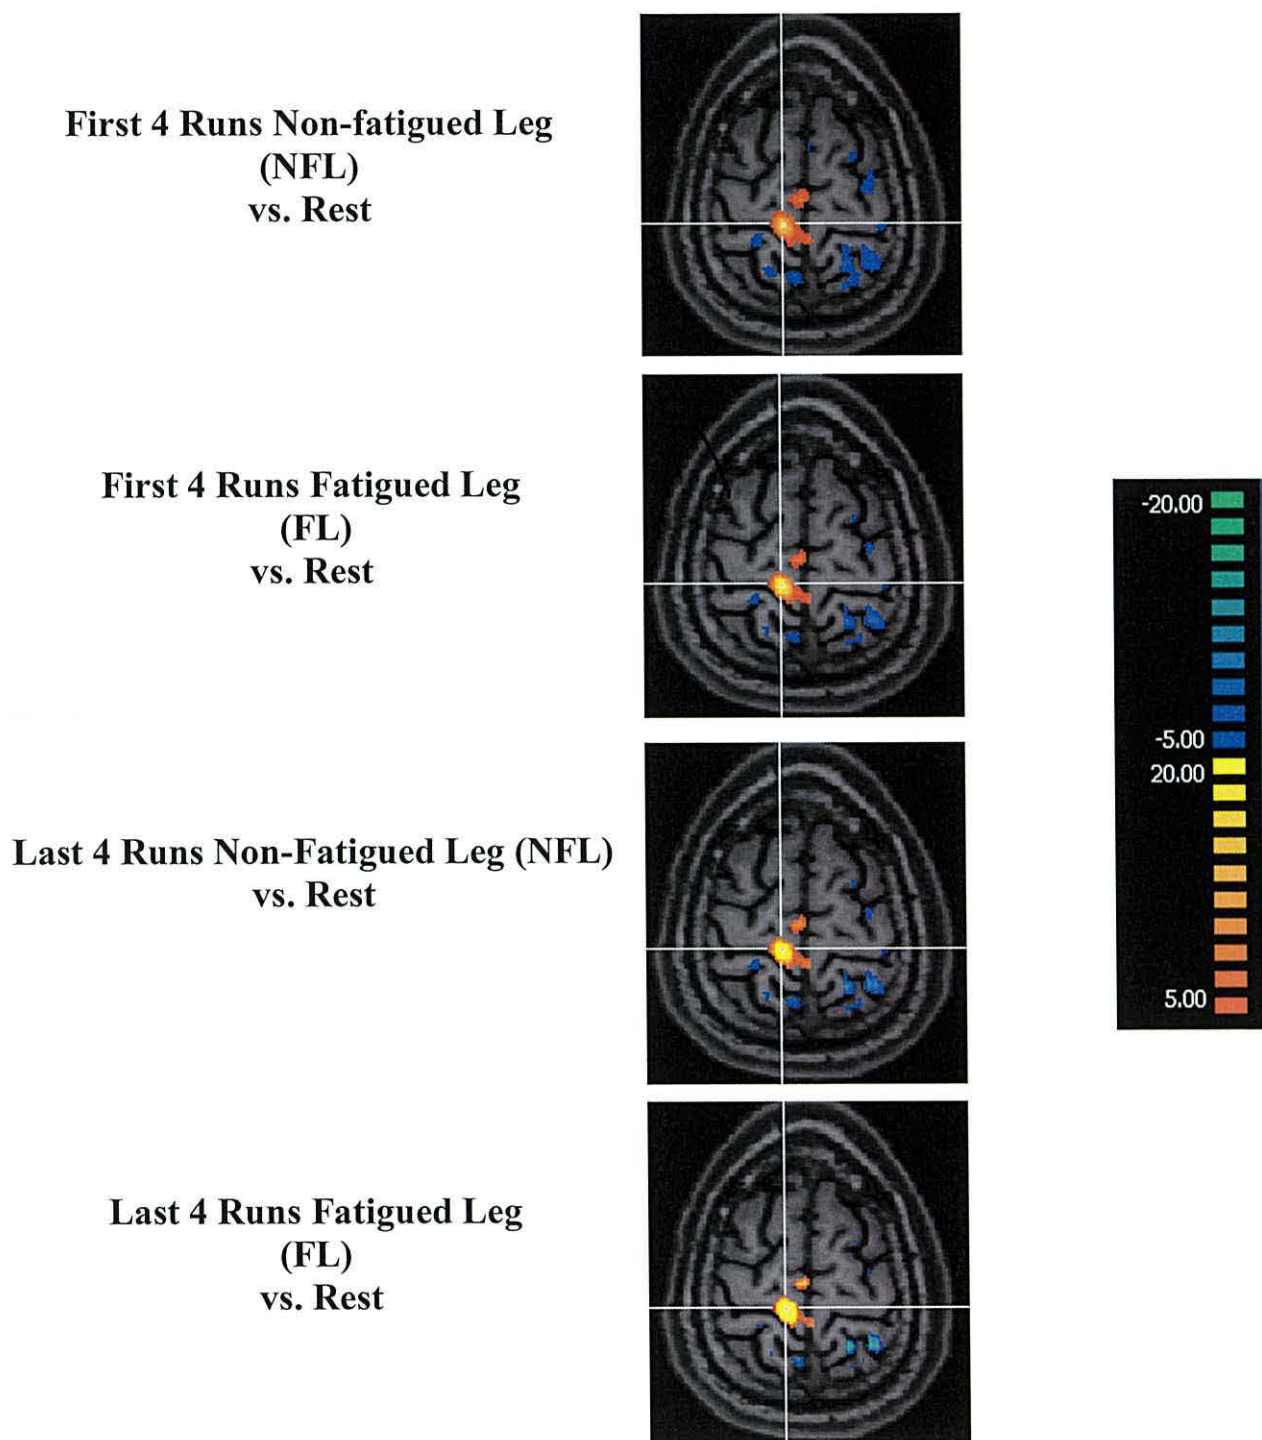 First 4 Runs Non-fatigued Leg
(NFL)
vs. Rest
First 4 Runs Fatigued Leg
(FL)
vs. Rest
-20.00
-5.00
20.00
5.00
Last 4 Runs Non-Fatigued Leg (NFL)
vs. Rest
Last 4 Runs Fatigued Leg
(FL)
vs. Rest